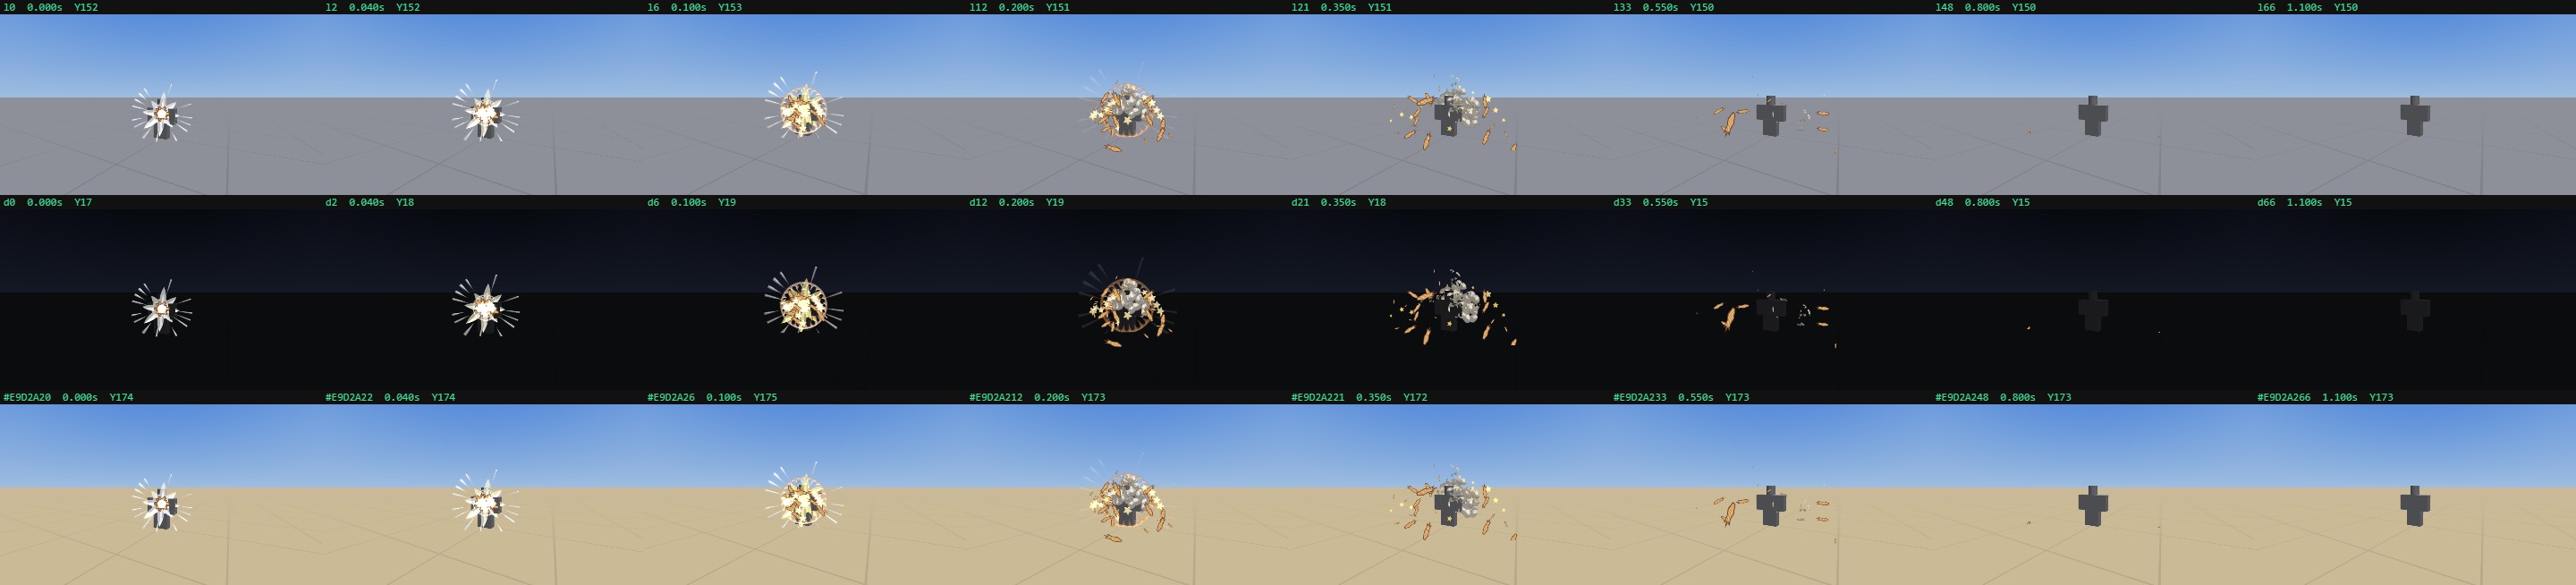 l0 0.000s Y152
l2 0.040s Y152
l6 0.100s Y153
l12 0.200s Y151
l21 0.350s Y151
l33 0.550s Y150
l48 0.800s Y150
l66 1.100s Y150
d0 0.000s Y17
d2 0.040s Y18
d6 0.100s Y19
d12 0.200s Y19
d21 0.350s Y18
d33 0.550s Y15
d48 0.800s Y15
d66 1.100s Y15
#E9D2A20 0.000s Y174
#E9D2A22 0.040s Y174
#E9D2A26 0.100s Y175
#E9D2A212 0.200s Y173
#E9D2A221 0.350s Y172
#E9D2A233 0.550s Y173
#E9D2A248 0.800s Y173
#E9D2A266 1.100s Y173